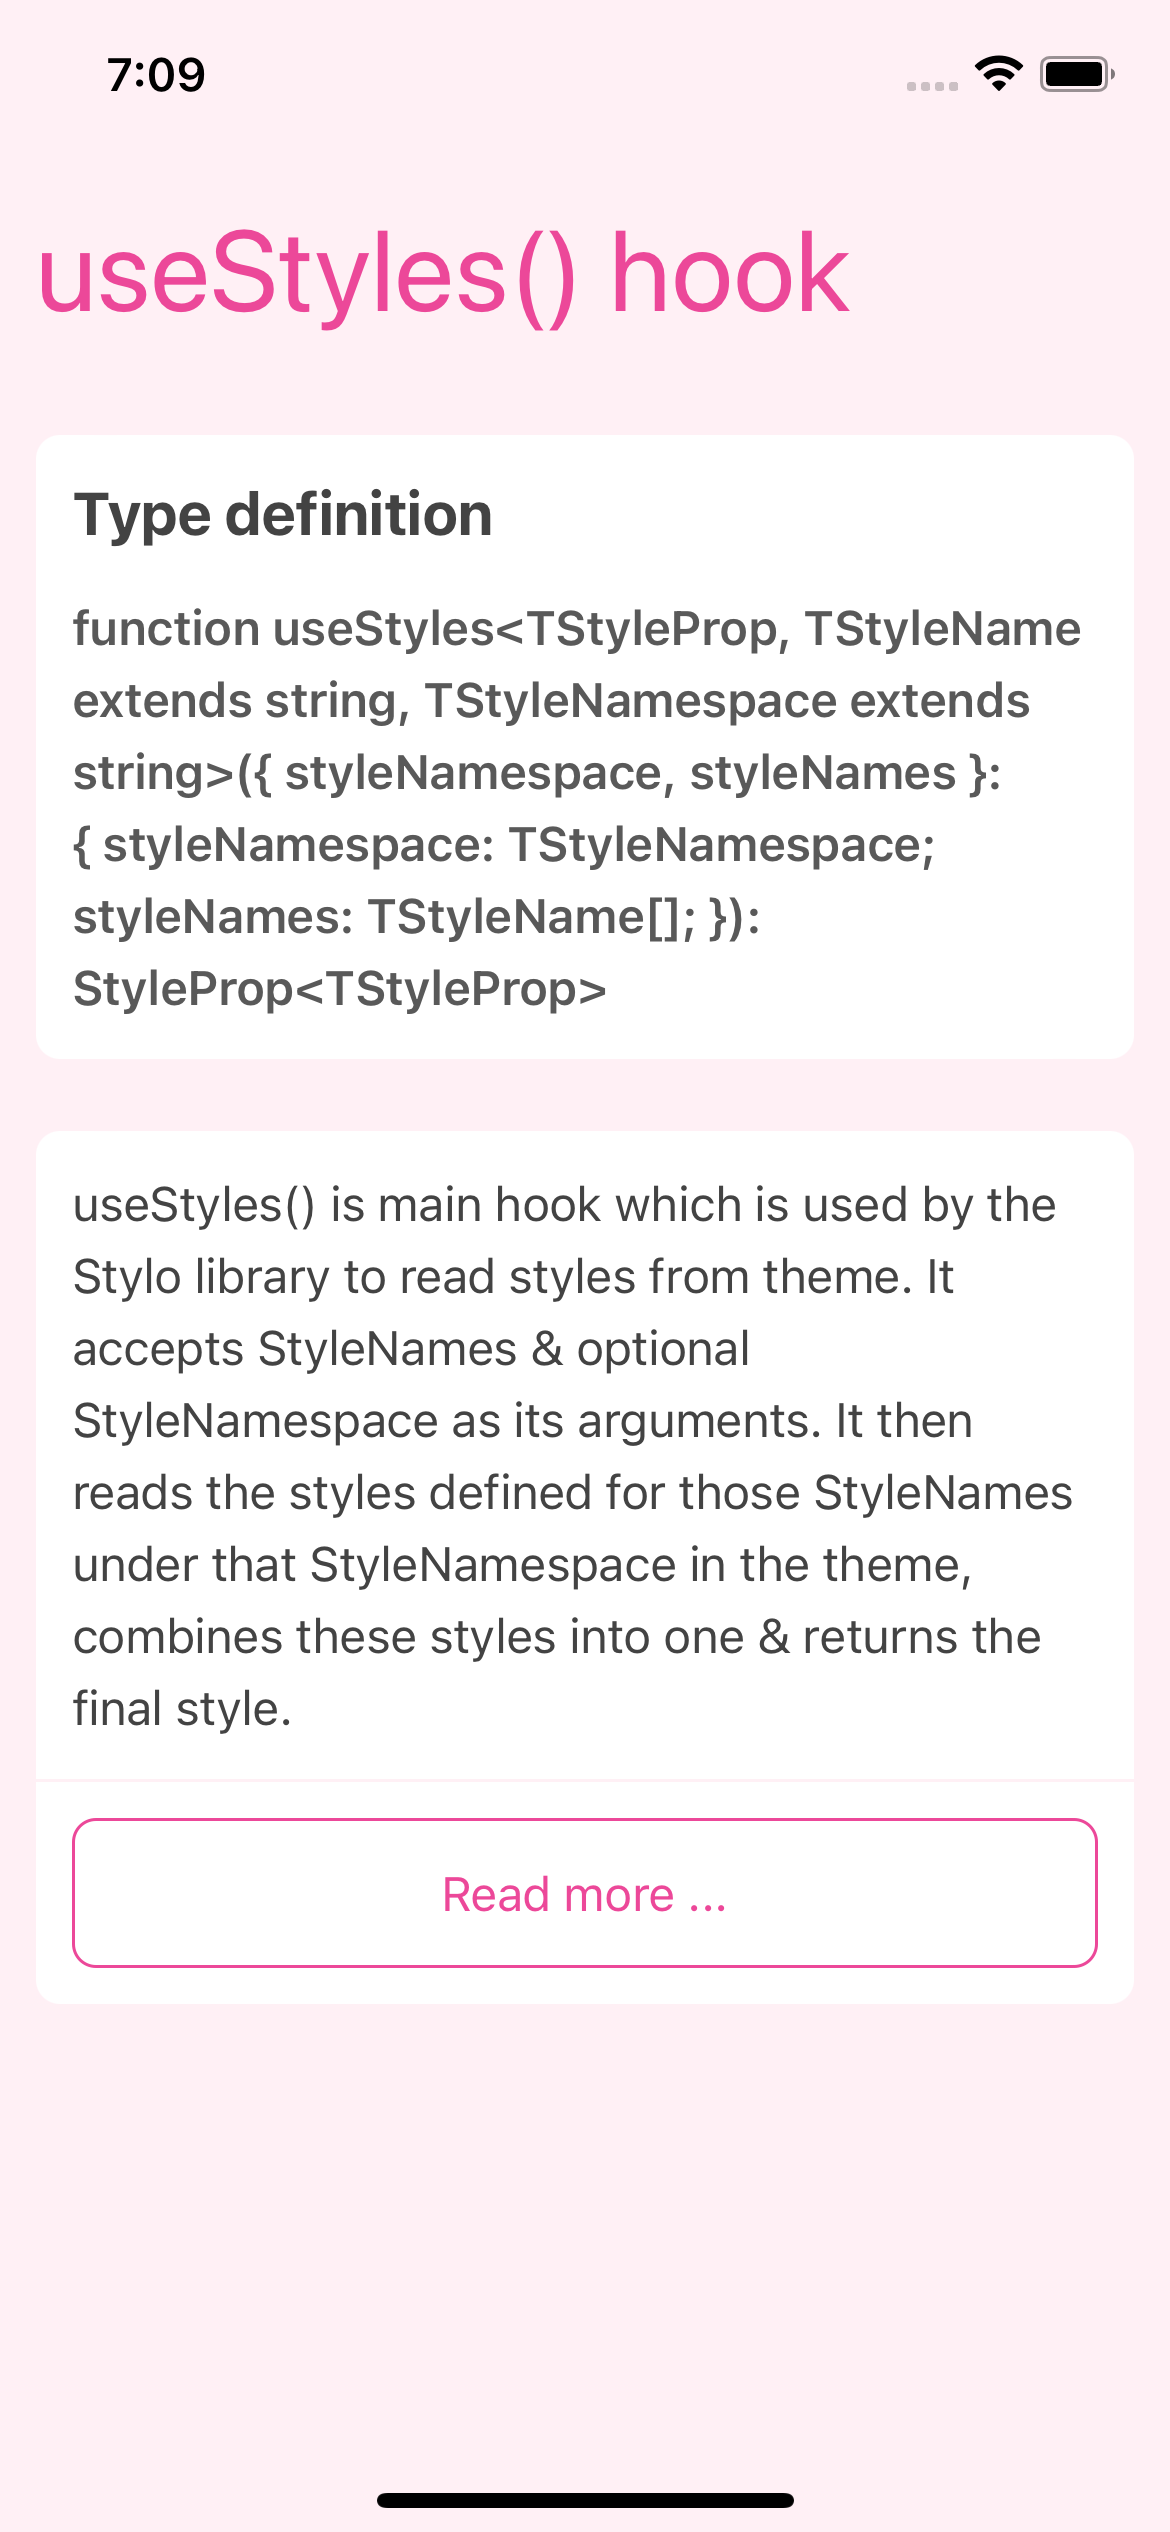 7:09
useStyles() hook
Type definition
function useStyles<TStyleProp, TStyleName
extends string, TStyleNamespace extends
string>({ styleNamespace, styleNames }:
{ styleNamespace: TStyleNamespace;
styleNames: TStyleName[]; }):
StyleProp<TStyleProp>
useStyles() is main hook which is used by the
Stylo library to read styles from theme. It
accepts StyleNames & optional
StyleNamespace as its arguments. It then
reads the styles defined for those StyleNames
under that StyleNamespace in the theme,
combines these styles into one & returns the
final style.
Read more ...